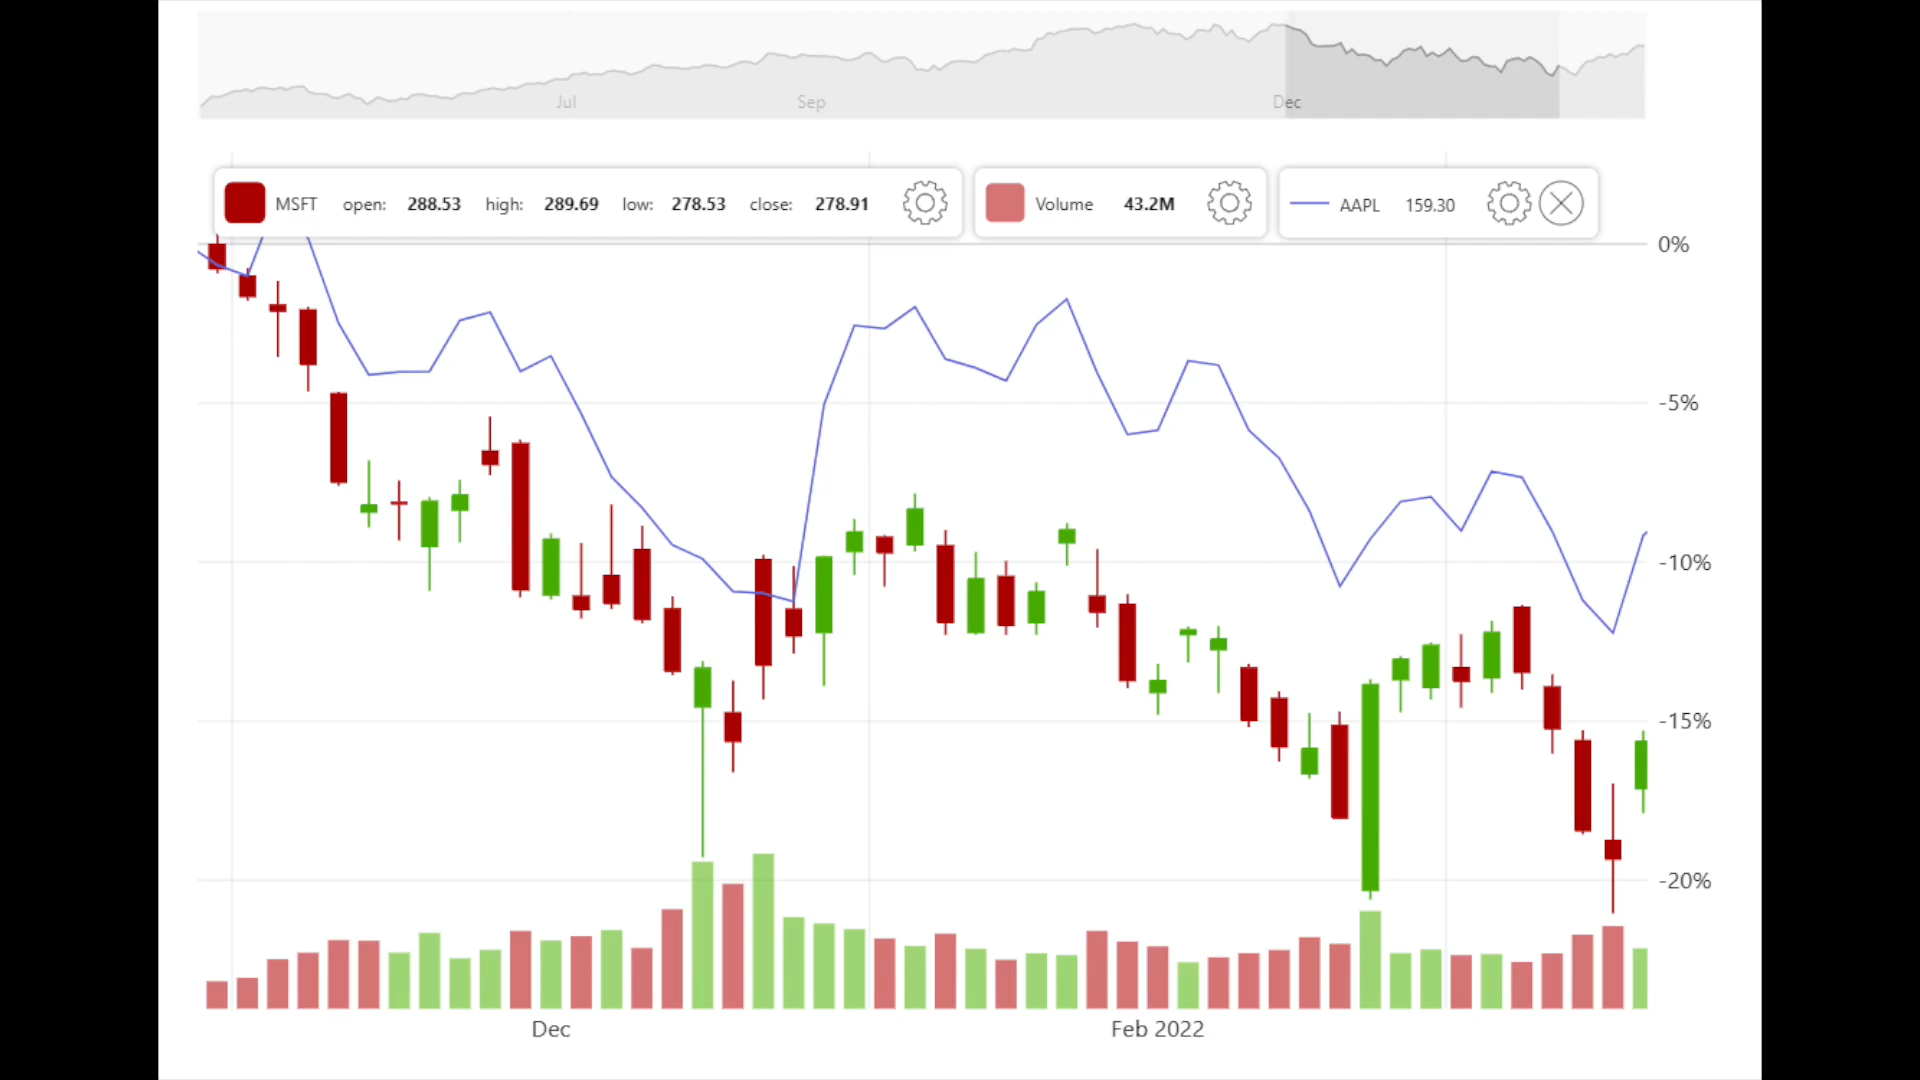 Jul Sep Dec
MSFT open: 288.53 high: 289.69 low: 278.53 close: 278.91 Volume 43.2M AAPL 159.30
0%
-5%
-10%
-15%
-20%
Dec Feb 2022